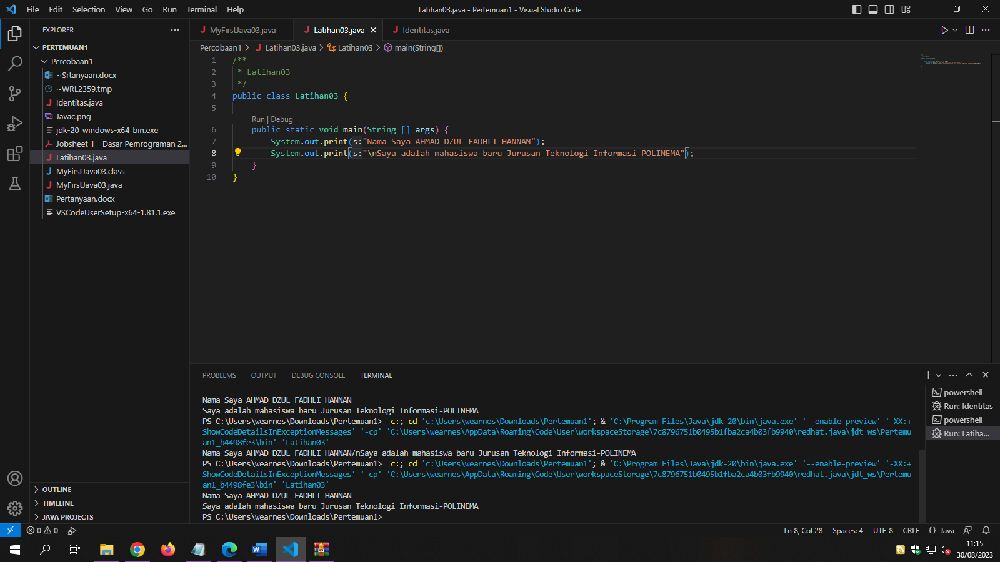 File Edit Selection View Go Run Terminal Help
Latihan03.java - Pertemuan1 - Visual Studio Code
EXPLORER
PERTEMUAN1
Percobaan1
~$rtanyaan.docx
~WRL2359.tmp
Identitas.java
Javac.png
jdk-20_windows-x64_bin.exe
Jobsheet 1 - Dasar Pemrograman 2...
Latihan03.java
MyFirstJava03.class
MyFirstJava03.java
Pertanyaan.docx
VSCodeUserSetup-x64-1.81.1.exe
OUTLINE
TIMELINE
JAVA PROJECTS
MyFirstJava03.java Latihan03.java Identitas.java
Percobaan1 > Latihan03.java > Latihan03 > main(String[])
1 /**
2 * Latihan03
3 */
4 public class Latihan03 {
5
Run | Debug
6 public static void main(String [] args) {
7 System.out.print(s:"Nama Saya AHMAD DZUL FADHLI HANNAN");
8 System.out.print(s:"\nSaya adalah mahasiswa baru Jurusan Teknologi Informasi-POLINEMA");
9 }
10 }
PROBLEMS OUTPUT DEBUG CONSOLE TERMINAL
Nama Saya AHMAD DZUL FADHLI HANNAN
Saya adalah mahasiswa baru Jurusan Teknologi Informasi-POLINEMA
PS C:\Users\wearnes\Downloads\Pertemuan1> c:; cd 'c:\Users\wearnes\Downloads\Pertemuan1'; & 'C:\Program Files\Java\jdk-20\bin\java.exe' '--enable-preview' '-XX:+
ShowCodeDetailsInExceptionMessages' '-cp' 'C:\Users\wearnes\AppData\Roaming\Code\User\workspaceStorage\7c8796751b0495b1fba2ca4b03fb9940\redhat.java\jdt_ws\Pertemu
an1_b4498fe3\bin' 'Latihan03'
Nama Saya AHMAD DZUL FADHLI HANNAN/nSaya adalah mahasiswa baru Jurusan Teknologi Informasi-POLINEMA
PS C:\Users\wearnes\Downloads\Pertemuan1> c:; cd 'c:\Users\wearnes\Downloads\Pertemuan1'; & 'C:\Program Files\Java\jdk-20\bin\java.exe' '--enable-preview' '-XX:+
ShowCodeDetailsInExceptionMessages' '-cp' 'C:\Users\wearnes\AppData\Roaming\Code\User\workspaceStorage\7c8796751b0495b1fba2ca4b03fb9940\redhat.java\jdt_ws\Pertemu
an1_b4498fe3\bin' 'Latihan03'
Nama Saya AHMAD DZUL FADHLI HANNAN
Saya adalah mahasiswa baru Jurusan Teknologi Informasi-POLINEMA
PS C:\Users\wearnes\Downloads\Pertemuan1>
powershell
Run: Identitas
powershell
Run: Latiha...
0 0
Ln 8, Col 28 Spaces: 4 UTF-8 CRLF {} Java
11:15
30/08/2023